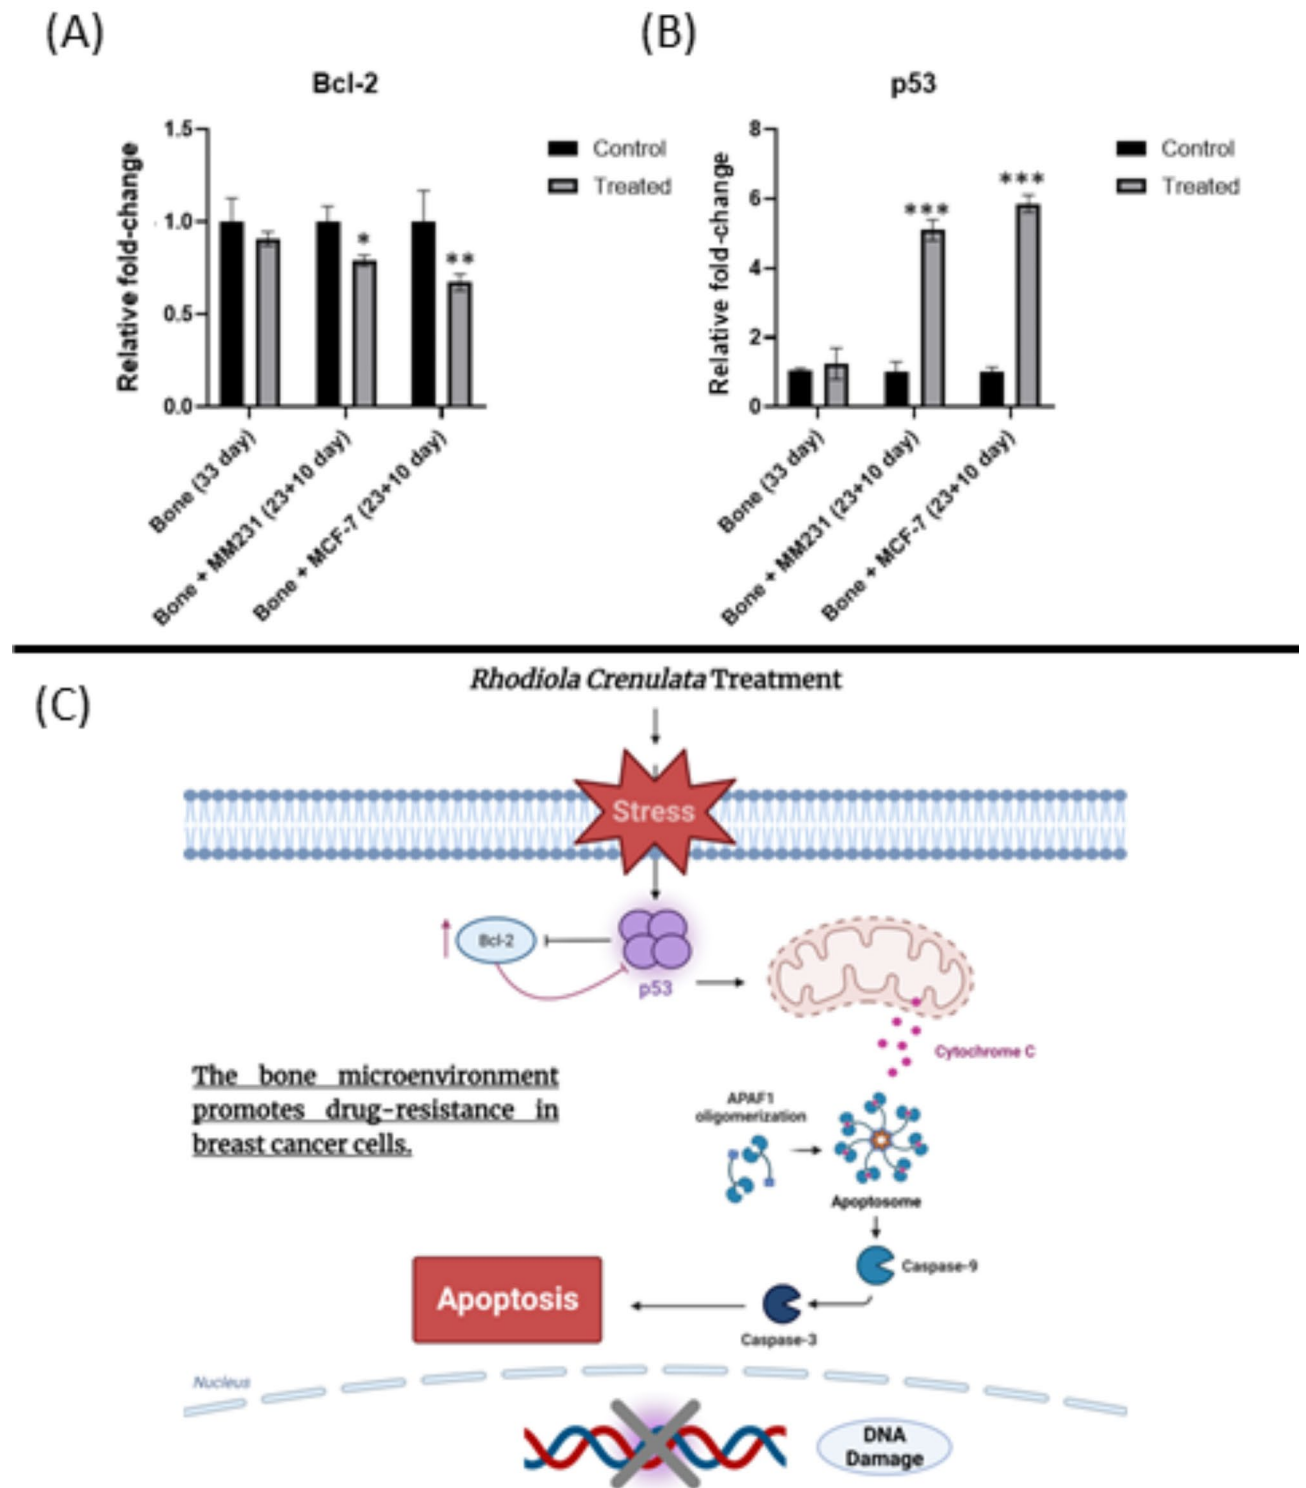 (A)
Bcl-2
Relative fold-change
1.5
1.0
0.5
0.0
Control
Treated
*
**
Bone (33 day)
Bone + MM231 (23+10 day)
Bone + MCF-7 (23+10 day)
(B)
p53
Relative fold-change
8
6
4
2
0
Control
Treated
***
***
Bone (33 day)
Bone + MM231 (23+10 day)
Bone + MCF-7 (23+10 day)
(C)
Rhodiola Crenulata Treatment
Stress
Bcl-2
p53
Cytochrome C
The bone microenvironment
promotes drug-resistance in
breast cancer cells.
APAF1
oligomerization
Apoptosome
Caspase-9
Caspase-3
Apoptosis
Nucleus
DNA
Damage